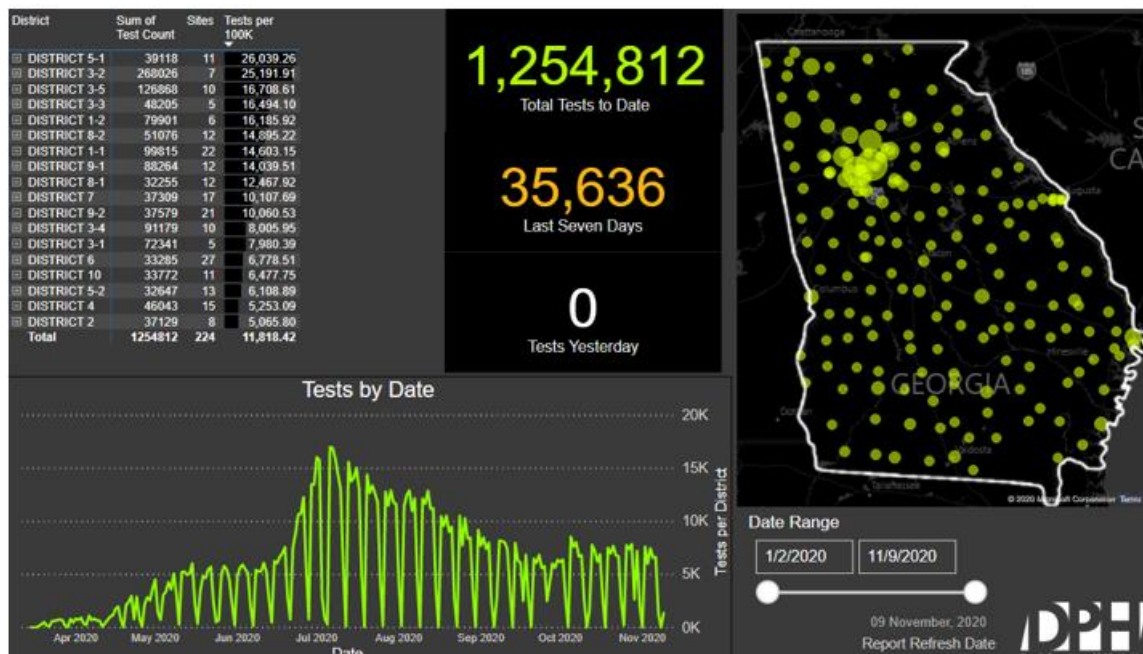 District Sum of Test Count Sites Tests per 100K
DISTRICT 5-1 39118 11 26,039.26
DISTRICT 3-2 268026 7 25,191.91
DISTRICT 3-5 126868 10 16,708.61
DISTRICT 3-3 48205 5 16,494.10
DISTRICT 1-2 79901 6 16,185.92
DISTRICT 8-2 51076 12 14,895.22
DISTRICT 1-1 99815 22 14,603.15
DISTRICT 9-1 88264 12 14,039.51
DISTRICT 8-1 32255 12 12,467.92
DISTRICT 7 37309 17 10,107.69
DISTRICT 9-2 37579 21 10,060.53
DISTRICT 3-4 91179 10 8,005.95
DISTRICT 3-1 72341 5 7,980.39
DISTRICT 6 33285 27 6,778.51
DISTRICT 10 33772 11 6,477.75
DISTRICT 5-2 32647 13 6,108.89
DISTRICT 4 46043 15 5,253.09
DISTRICT 2 37129 8 5,065.80
Total 1254812 224 11,818.42
1,254,812
Total Tests to Date
35,636
Last Seven Days
0
Tests Yesterday
Chattanooga
Athens
CA
Augusta
Macon
Columbus
Hinesville
GEORGIA
Dothan
Valdosta
Tallahassee
© 2020 Microsoft Corporation Terms
Tests by Date
20K
15K
10K
5K
0K
Tests per District
Apr 2020 May 2020 Jun 2020 Jul 2020 Aug 2020 Sep 2020 Oct 2020 Nov 2020
Date
Date Range
1/2/2020 11/9/2020
09 November, 2020
Report Refresh Date
DPH